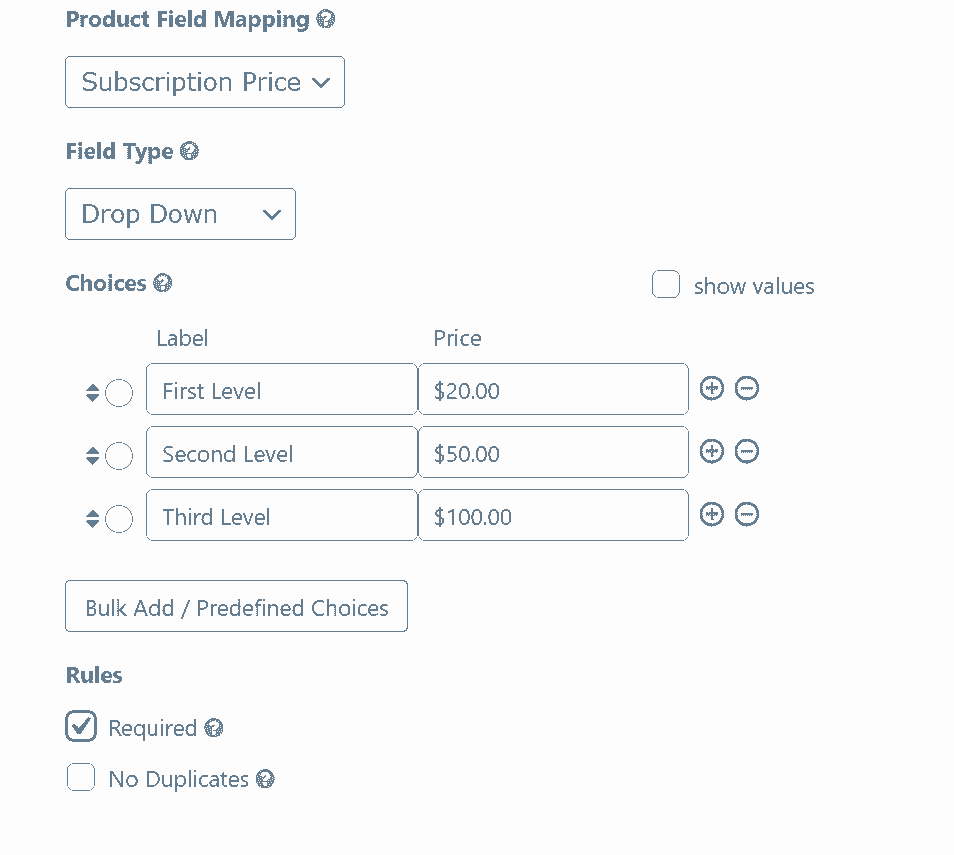 Product Field Mapping
Subscription Price
Field Type
Drop Down
Choices show values
Label Price
First Level $20.00
Second Level $50.00
Third Level $100.00
Bulk Add / Predefined Choices
Rules
Required
No Duplicates